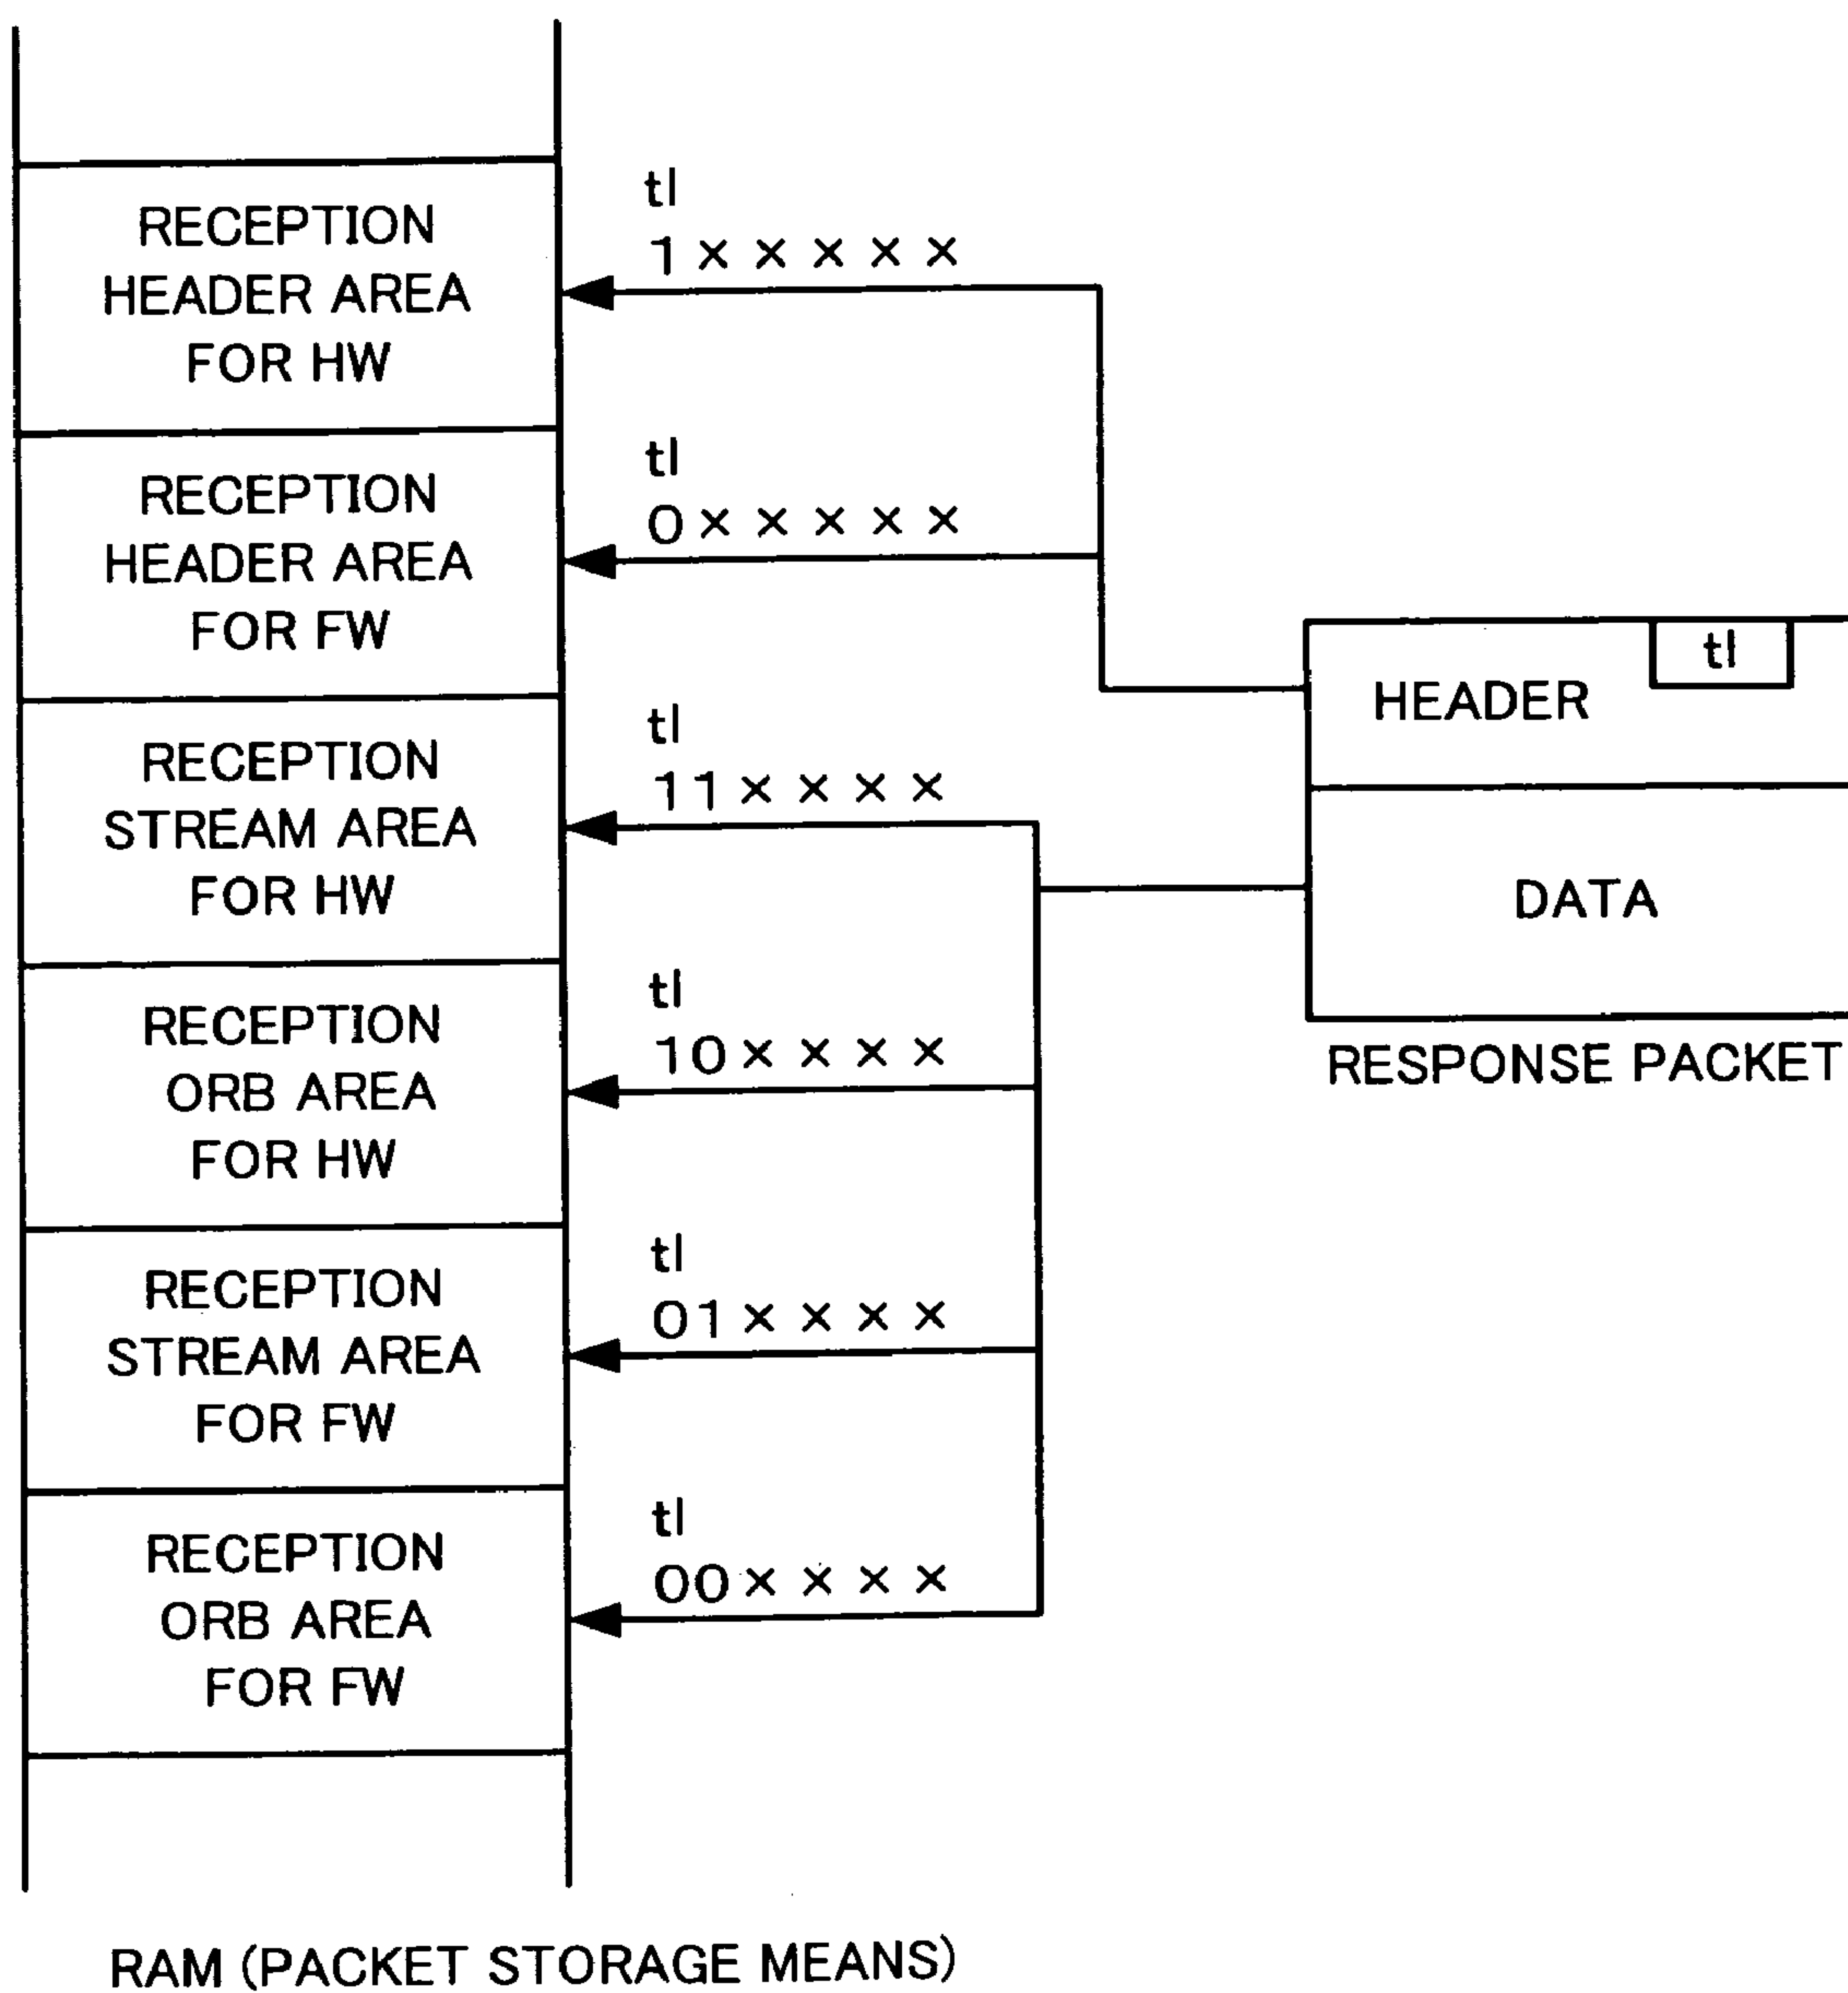 RECEPTION
HEADER AREA
FOR HW
tl
1×××××
RECEPTION
HEADER AREA
FOR FW
tl
0×××××
RECEPTION
STREAM AREA
FOR HW
tl
11××××
RECEPTION
ORB AREA
FOR HW
tl
10××××
RECEPTION
STREAM AREA
FOR FW
tl
01××××
RECEPTION
ORB AREA
FOR FW
tl
00××××
tl
HEADER
DATA
RESPONSE PACKET
RAM (PACKET STORAGE MEANS)